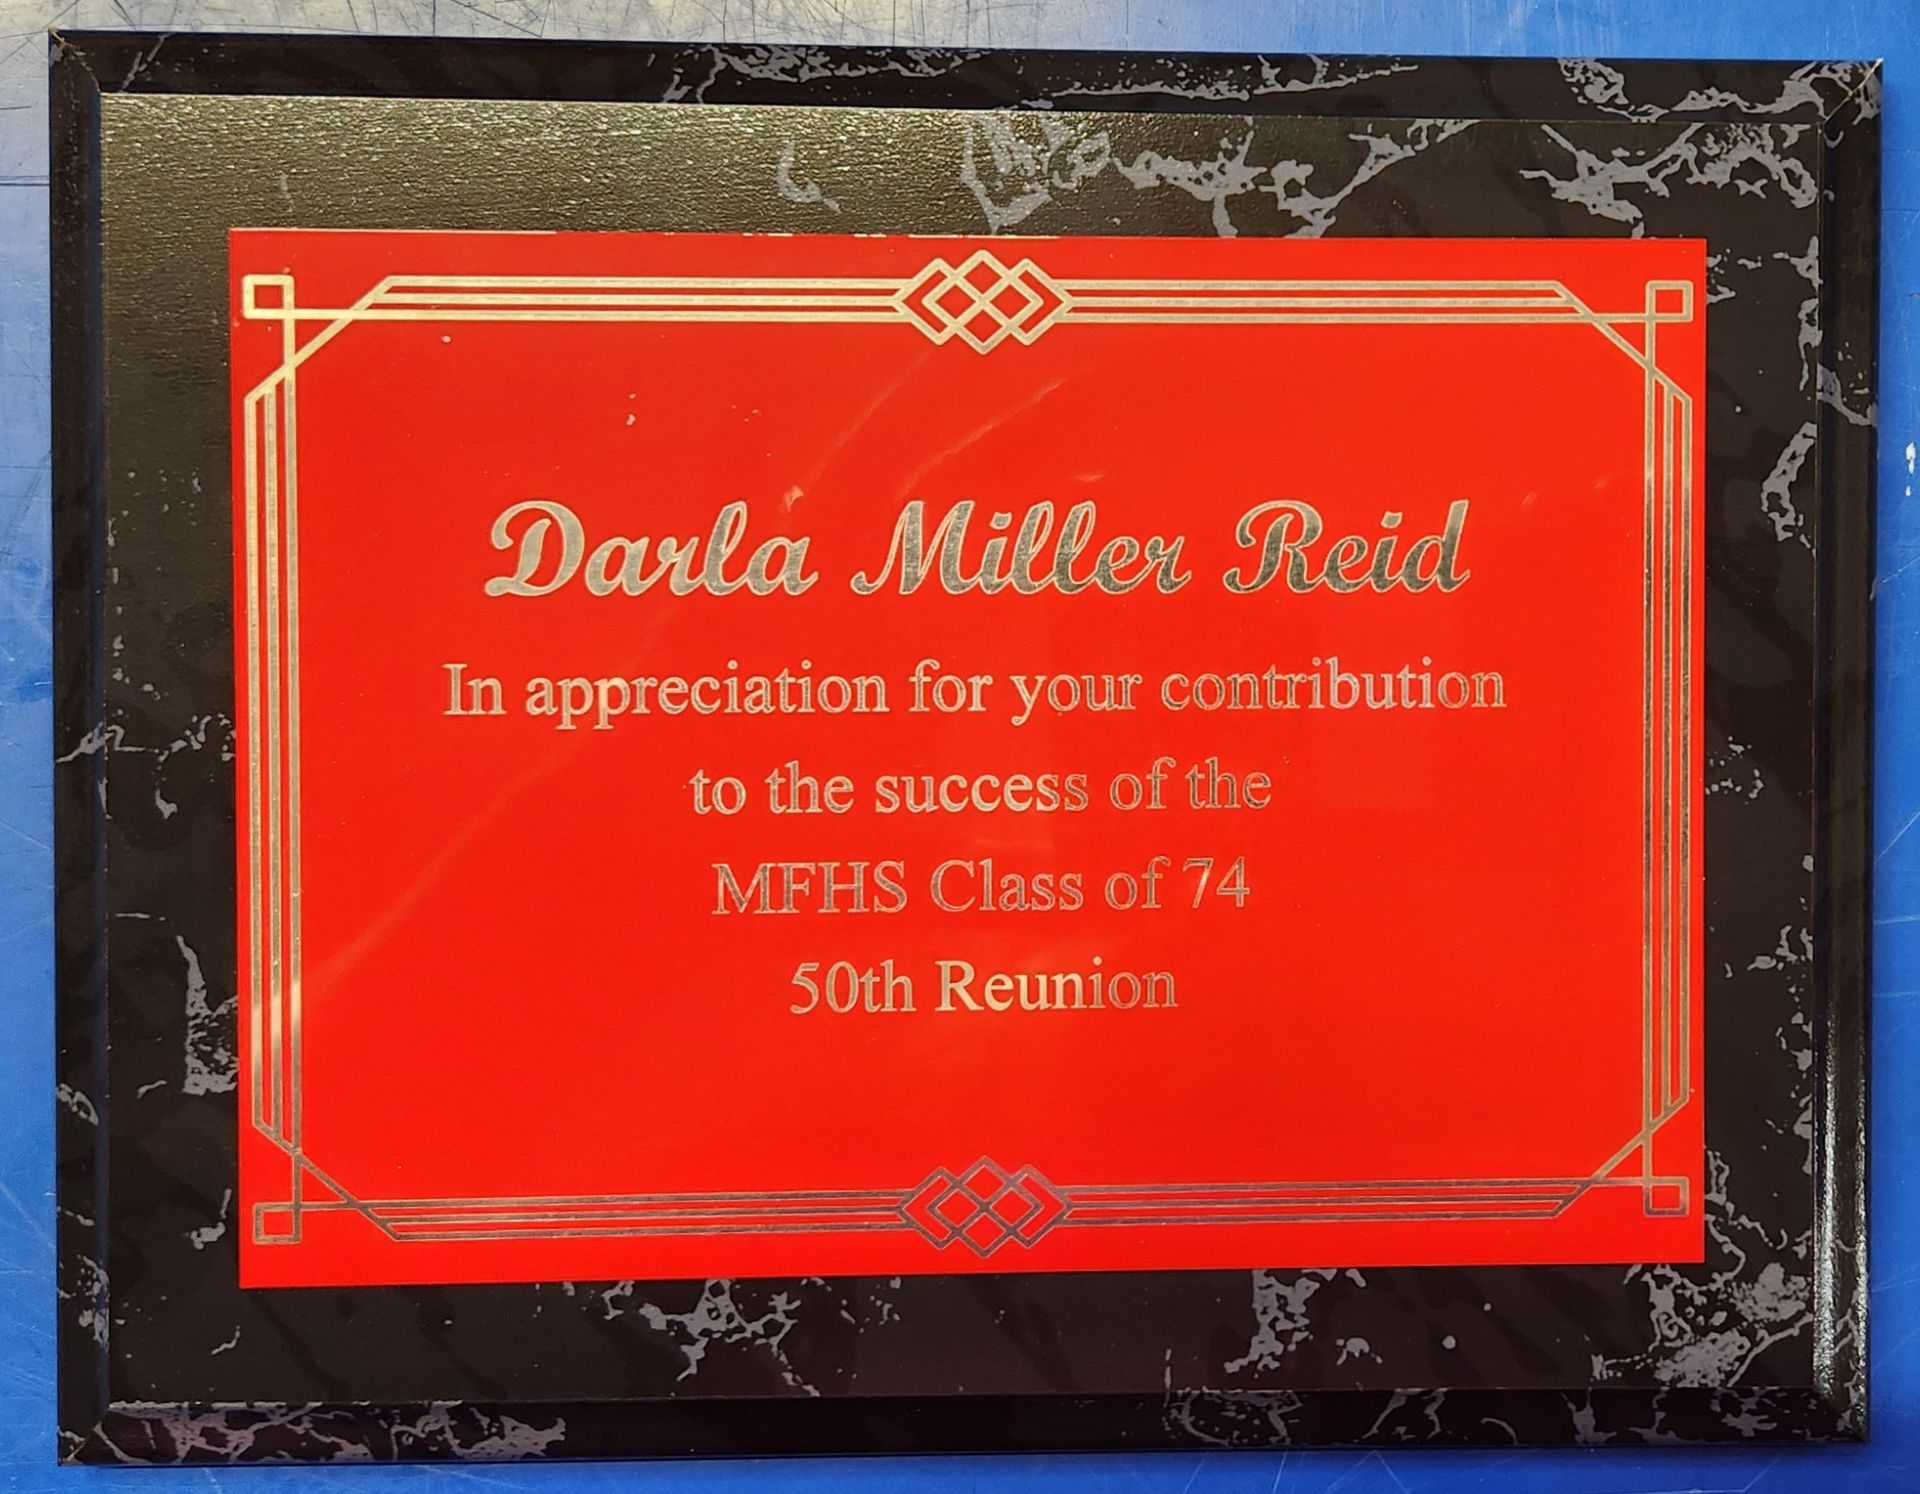 Darla Miller Reid
In appreciation for your contribution
to the success of the
MFHS Class of 74
50th Reunion